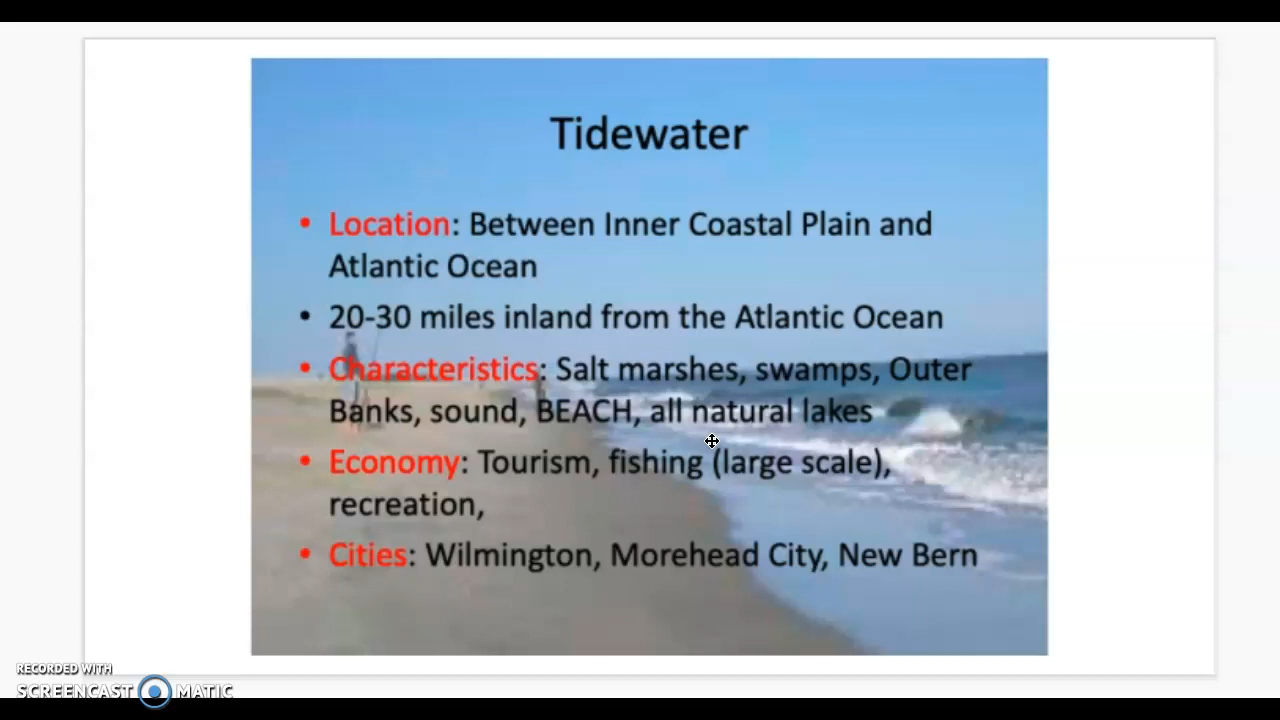 Tidewater
• Location: Between Inner Coastal Plain and
Atlantic Ocean
• 20-30 miles inland from the Atlantic Ocean
• Characteristics: Salt marshes, swamps, Outer
Banks, sound, BEACH, all natural lakes
• Economy: Tourism, fishing (large scale),
recreation,
• Cities: Wilmington, Morehead City, New Bern
RECORDED WITH
SCREENCAST MATIC